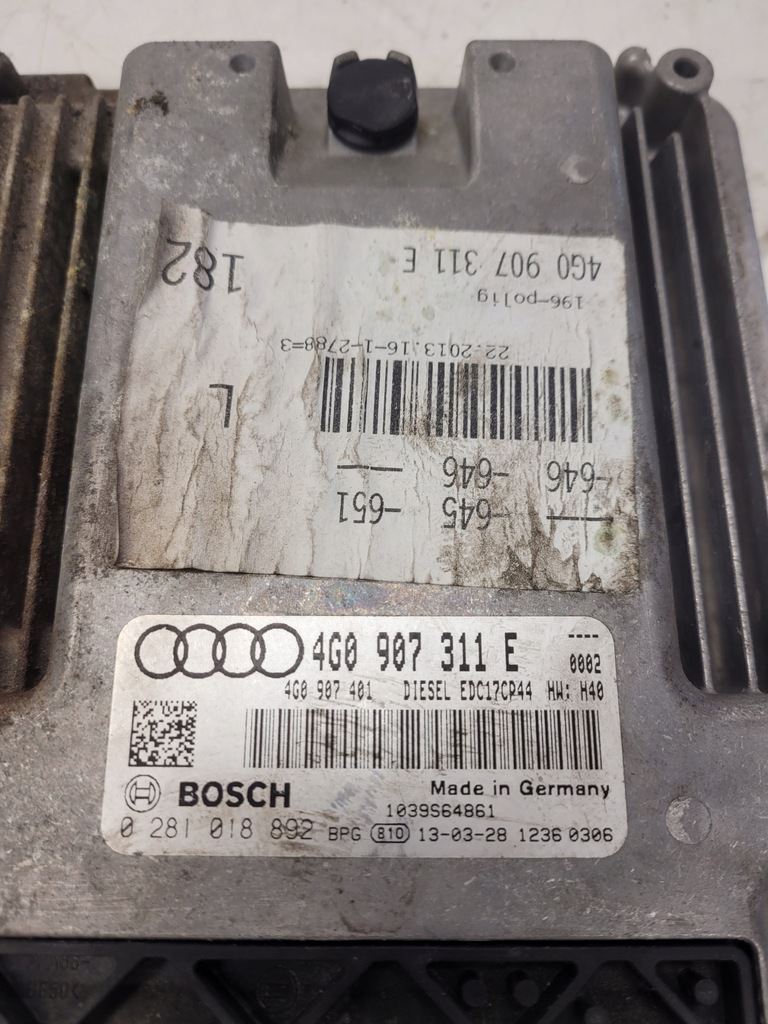 4G0 907 311 E
182
196-polig
22.2013.16-1-2788=3
L
-646 -646 —
— -645 -651
4G0 907 311 E
----
0002
4G0 907 401 DIESEL EDC17CP44 HW: H40
BOSCH
Made in Germany
1039S64861
0 281 018 892 BPG 810 13-03-28 1236 0306